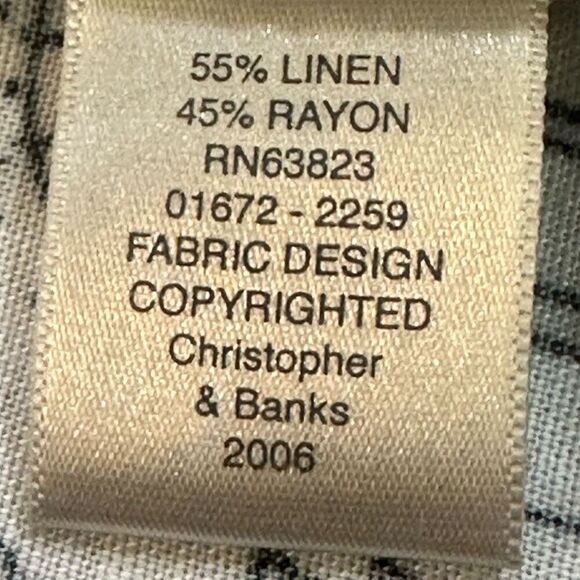 55% LINEN
45% RAYON
RN63823
01672 - 2259
FABRIC DESIGN
COPYRIGHTED
Christopher
& Banks
2006